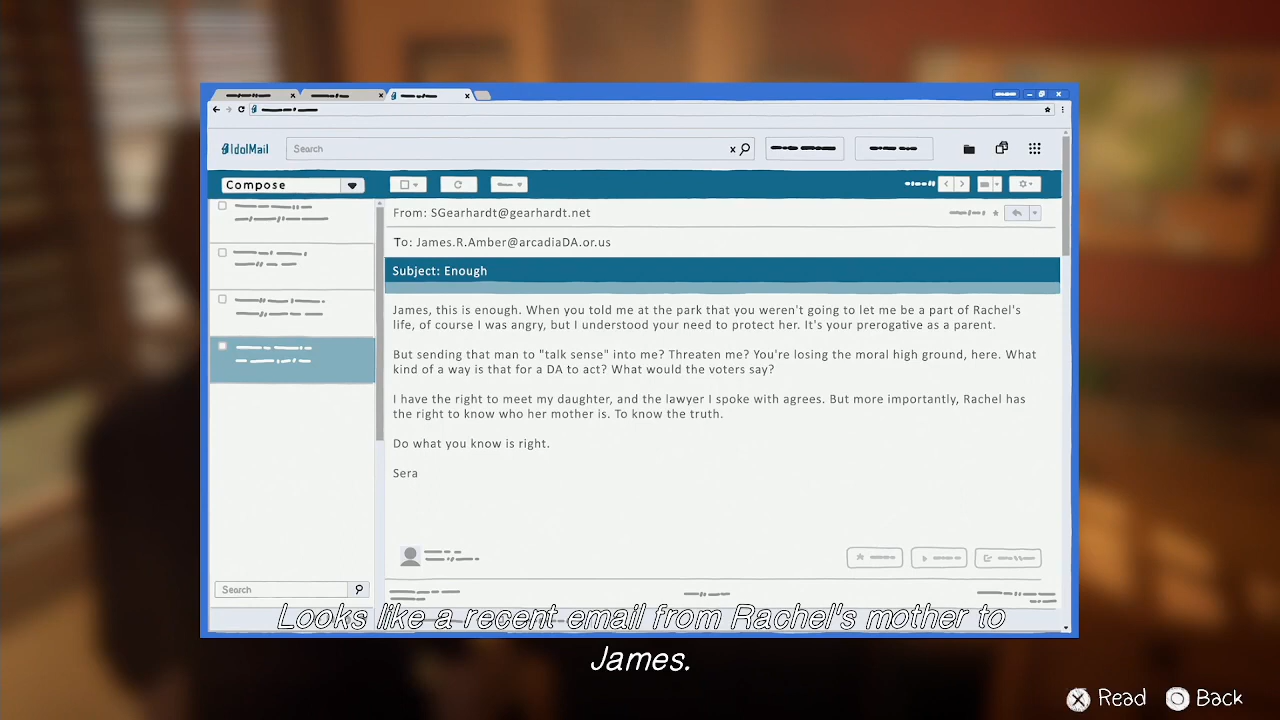 IdolMail
Search
Compose
From: SGearhardt@gearhardt.net
To: James.R.Amber@arcadiaDA.or.us
Subject: Enough
James, this is enough. When you told me at the park that you weren't going to let me be a part of Rachel's
life, of course I was angry, but I understood your need to protect her. It's your prerogative as a parent.
But sending that man to "talk sense" into me? Threaten me? You're losing the moral high ground, here. What
kind of a way is that for a DA to act? What would the voters say?
I have the right to meet my daughter, and the lawyer I spoke with agrees. But more importantly, Rachel has
the right to know who her mother is. To know the truth.
Do what you know is right.
Sera
Search
Looks like a recent email from Rachel's mother to
James.
Read Back